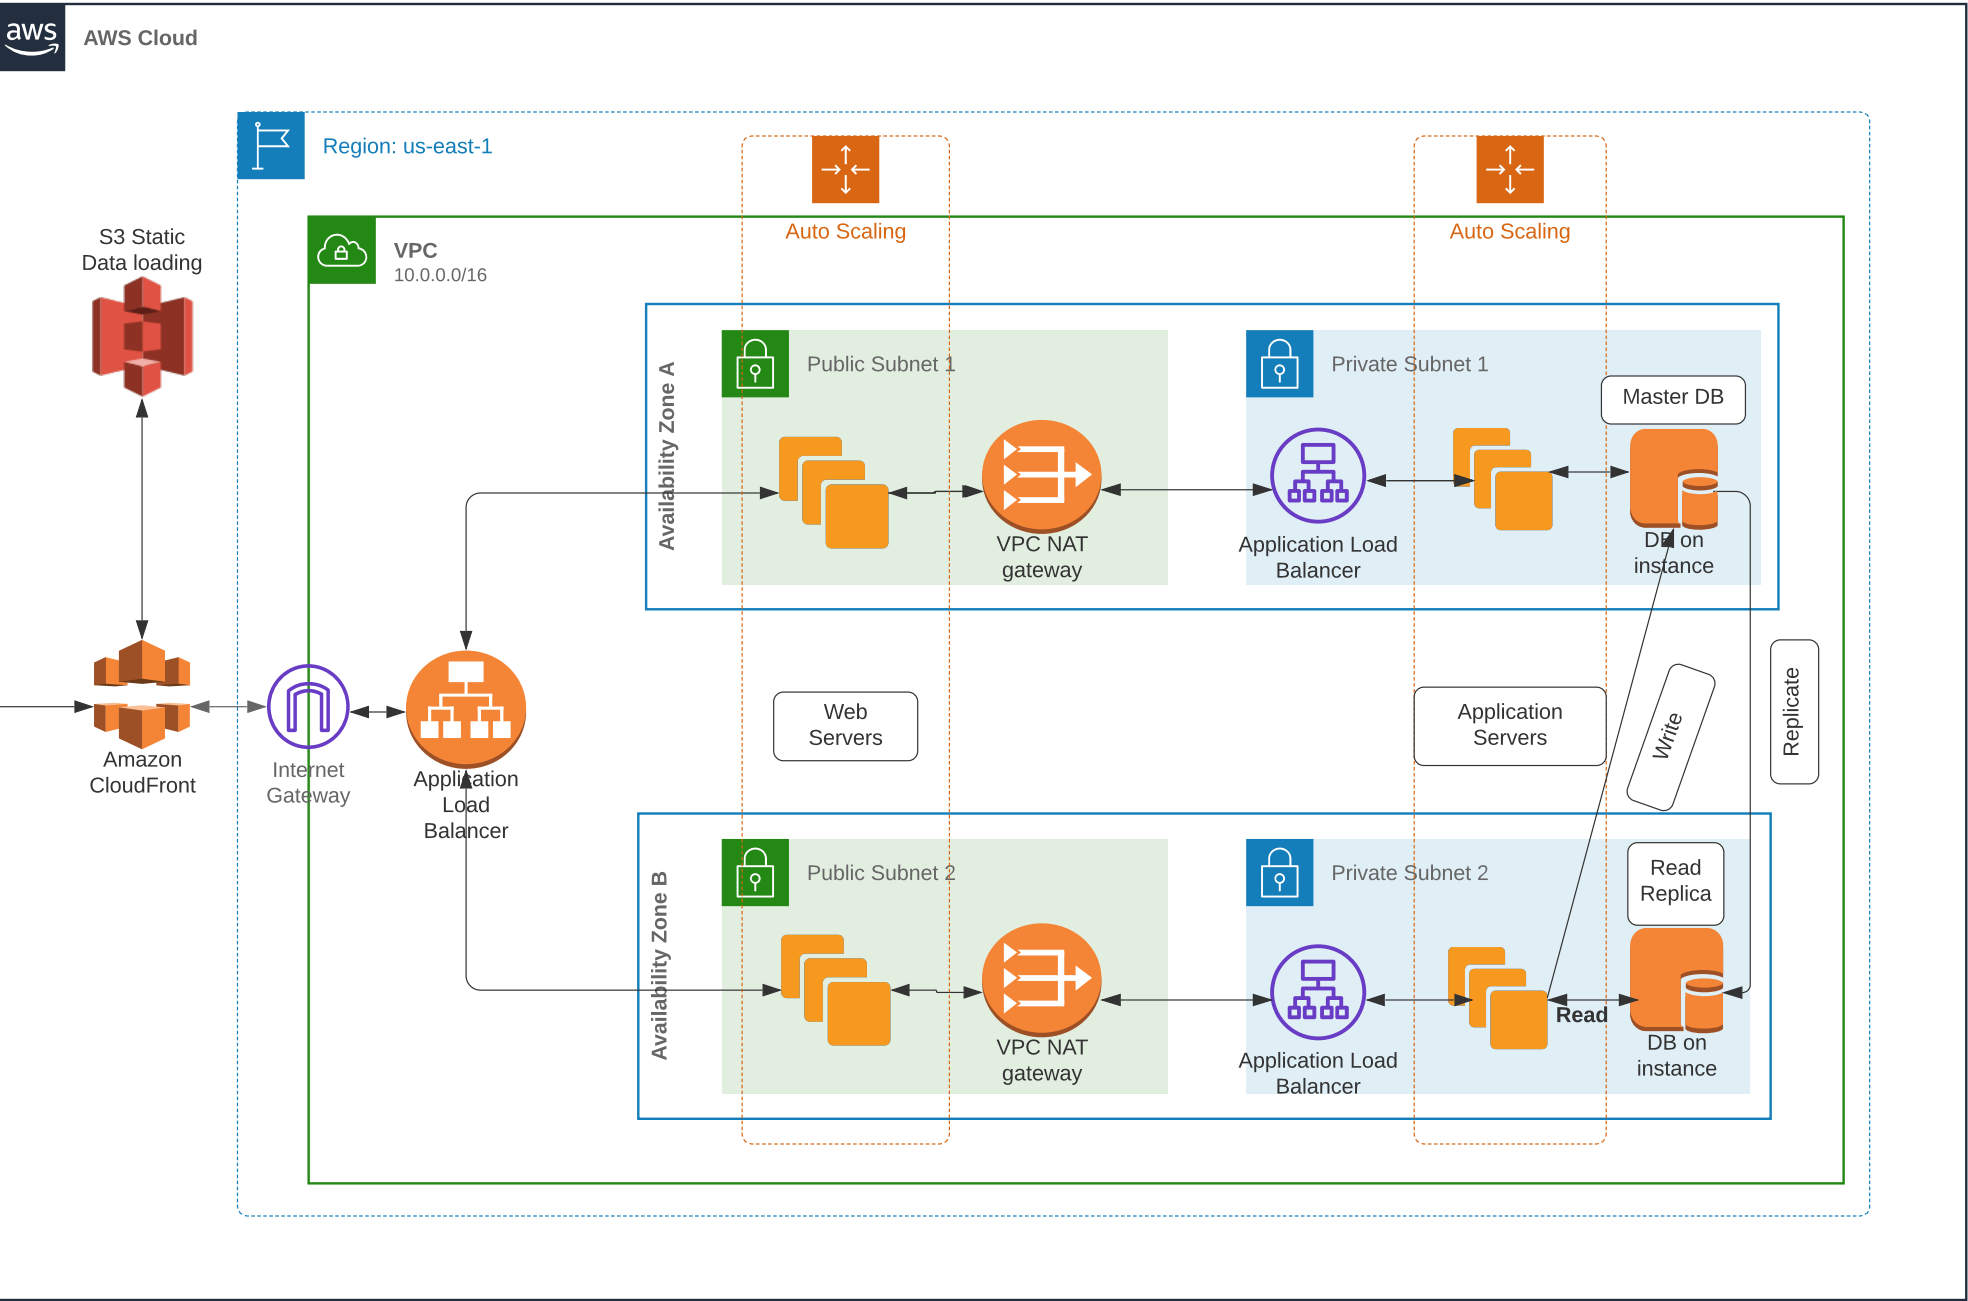 aws
AWS Cloud
Region: us-east-1
Auto Scaling
Auto Scaling
S3 Static
Data loading
VPC
10.0.0.0/16
Availability Zone A
Public Subnet 1
Private Subnet 1
Master DB
VPC NAT
gateway
Application Load
Balancer
DB on
instance
Amazon
CloudFront
Internet
Gateway
Application
Load
Balancer
Web
Servers
Application
Servers
Write
Replicate
Availability Zone B
Public Subnet 2
Private Subnet 2
Read
Replica
VPC NAT
gateway
Application Load
Balancer
Read
DB on
instance